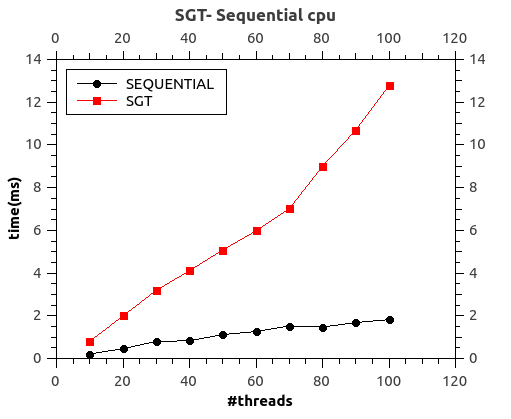 SGT- Sequential cpu
0 20 40 60 80 100 120
14 14
SEQUENTIAL
SGT
12 12
10 10
8 8
time(ms)
6 6
4 4
2 2
0 0
0 20 40 60 80 100 120
#threads